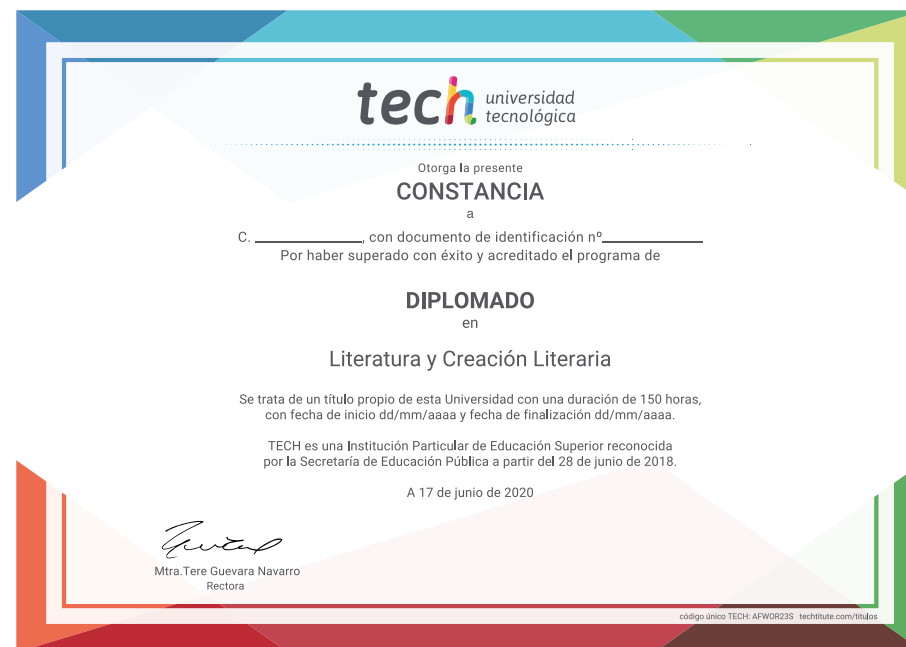 tech universidad
tecnológica
Otorga la presente
CONSTANCIA
a
C. ____________, con documento de identificación nº____________
Por haber superado con éxito y acreditado el programa de
DIPLOMADO
en
Literatura y Creación Literaria
Se trata de un título propio de esta Universidad con una duración de 150 horas,
con fecha de inicio dd/mm/aaaa y fecha de finalización dd/mm/aaaa.
TECH es una Institución Particular de Educación Superior reconocida
por la Secretaría de Educación Pública a partir del 28 de junio de 2018.
A 17 de junio de 2020
Mtra.Tere Guevara Navarro
Rectora
código único TECH: AFWOR23S techtitute.com/titulos